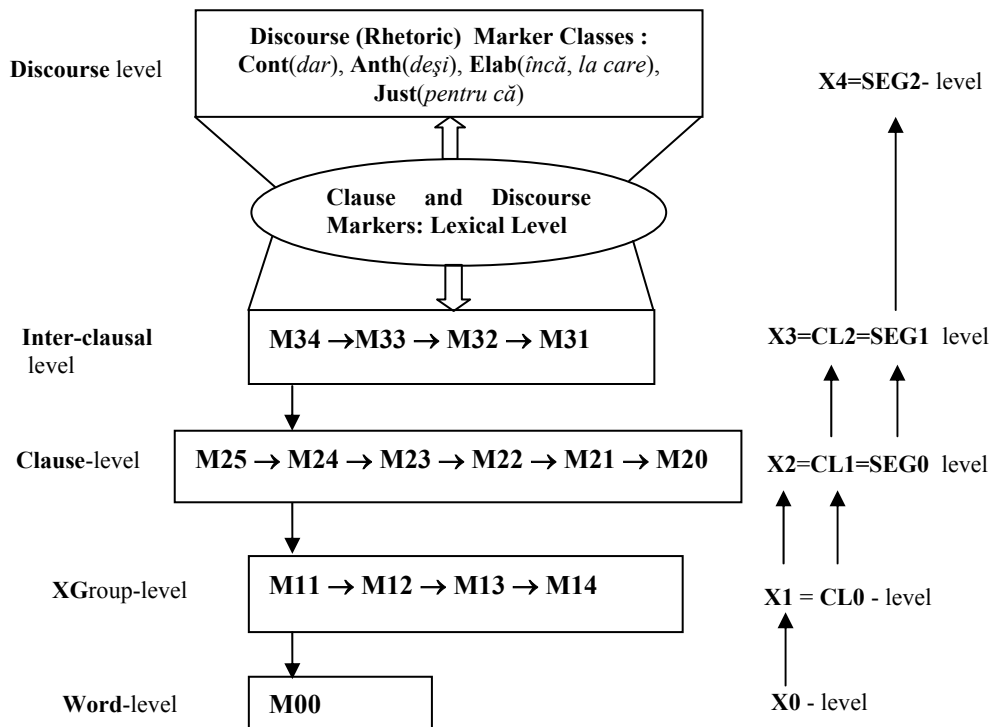 Discourse (Rhetoric) Marker Classes :
Cont(dar), Anth(deşi), Elab(încă, la care),
Just(pentru că)
Discourse level
X4=SEG2- level
Clause and Discourse
Markers: Lexical Level
Inter-clausal
level
M34 →M33 → M32 → M31
X3=CL2=SEG1 level
Clause-level
M25 → M24 → M23 → M22 → M21 → M20
X2=CL1=SEG0 level
XGroup-level
M11 → M12 → M13 → M14
X1 = CL0 - level
Word-level
M00
X0 - level